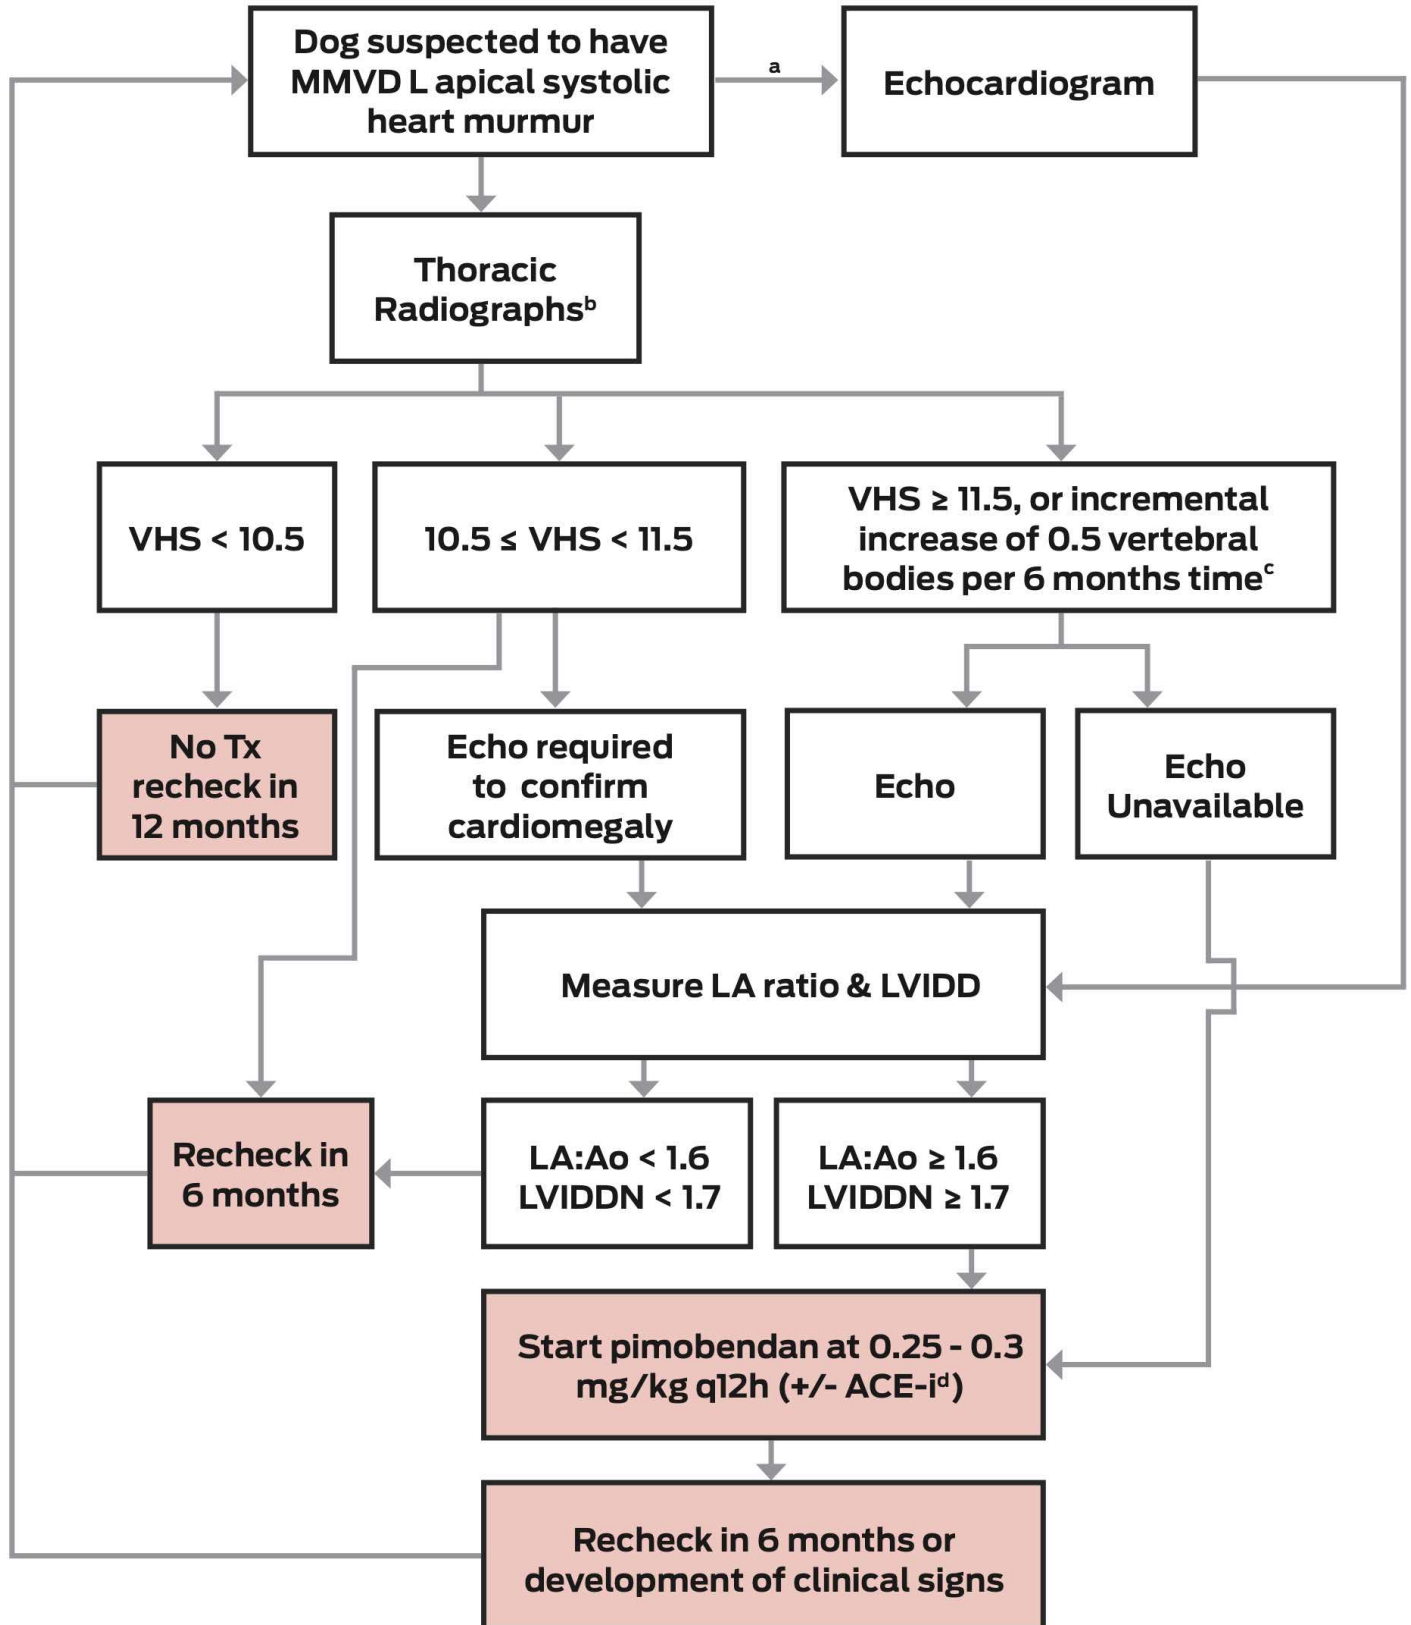 Dog suspected to have
MMVD L apical systolic
heart murmur
a
Echocardiogram
Thoracic
Radiographsᵇ
VHS < 10.5
10.5 ≤ VHS < 11.5
VHS ≥ 11.5, or incremental
increase of 0.5 vertebral
bodies per 6 months timeᶜ
No Tx
recheck in
12 months
Echo required
to confirm
cardiomegaly
Echo
Echo
Unavailable
Measure LA ratio & LVIDD
Recheck in
6 months
LA:Ao < 1.6
LVIDDN < 1.7
LA:Ao ≥ 1.6
LVIDDN ≥ 1.7
Start pimobendan at 0.25 - 0.3
mg/kg q12h (+/- ACE-iᵈ)
Recheck in 6 months or
development of clinical signs